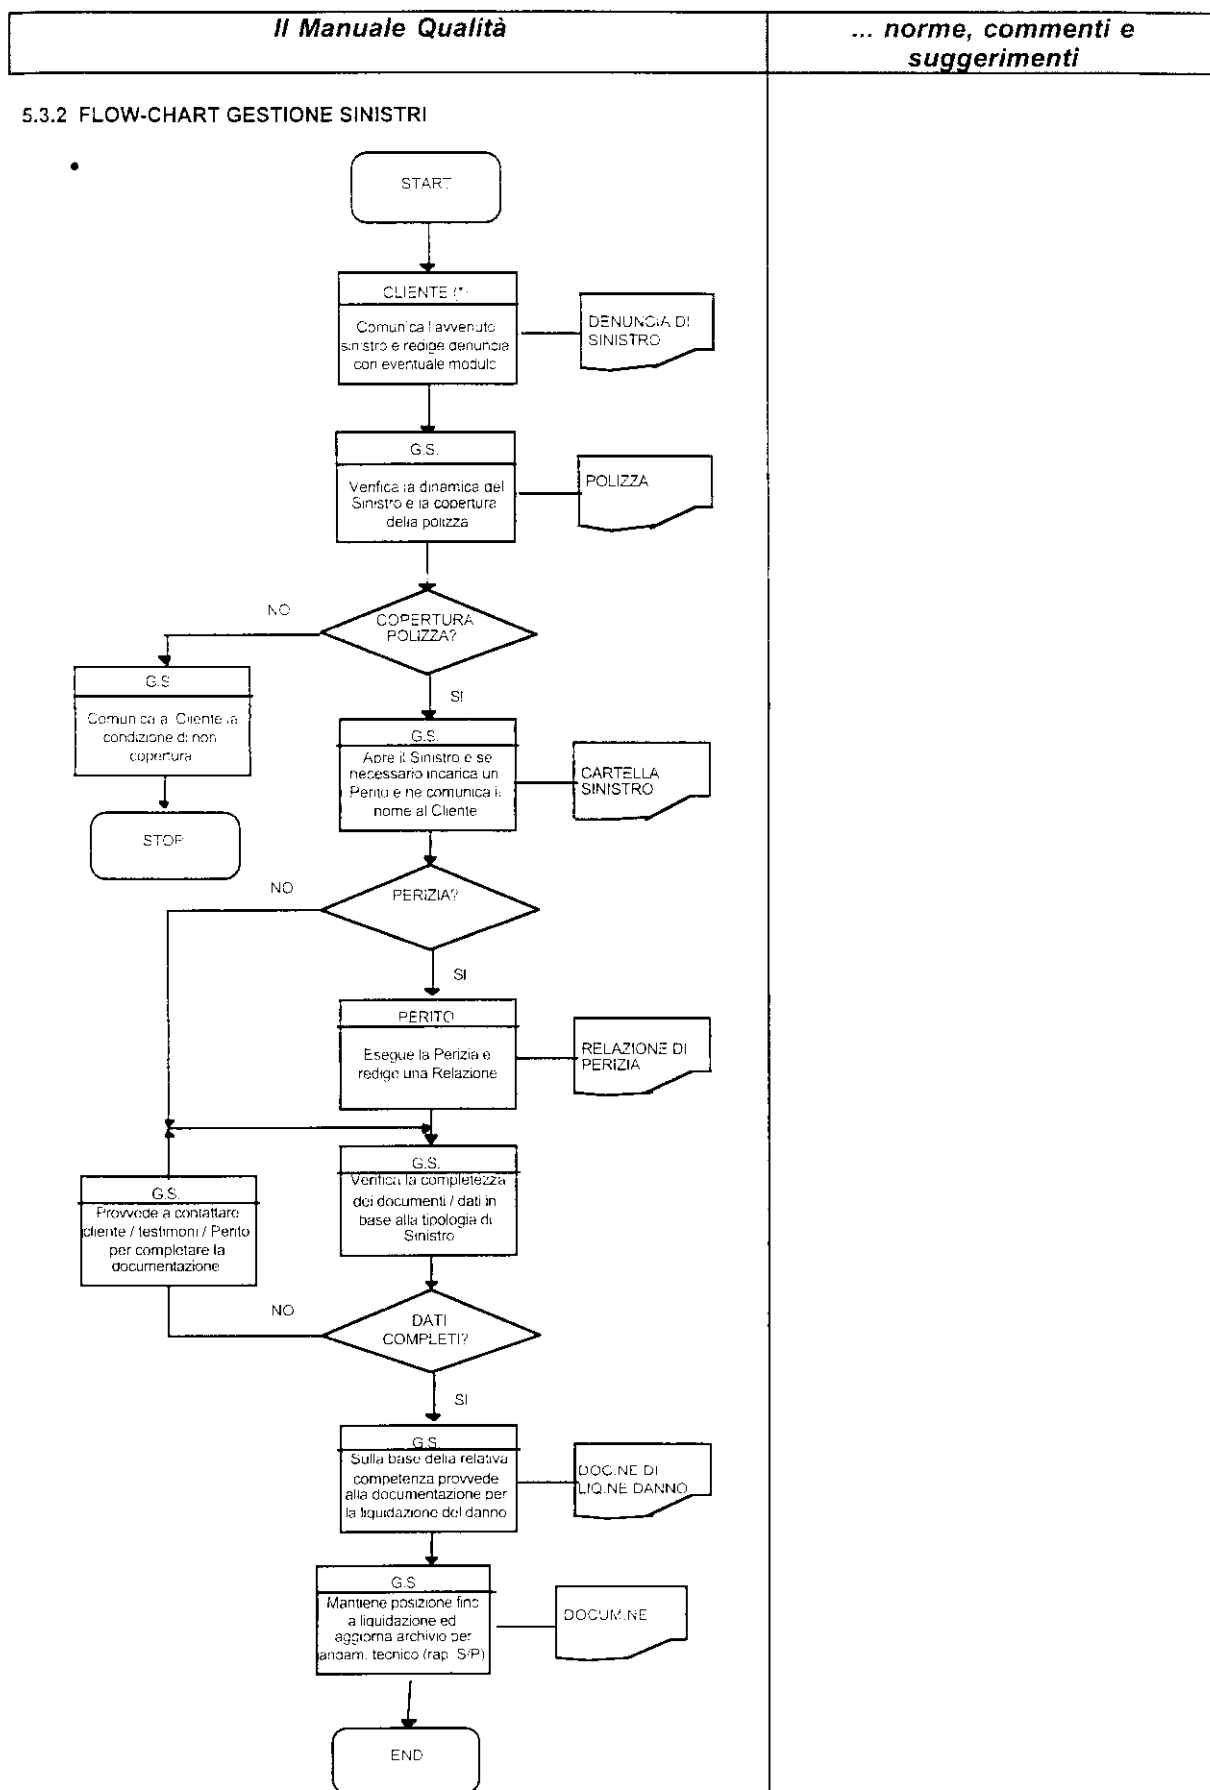 Il Manuale Qualità
... norme, commenti e
suggerimenti
5.3.2 FLOW-CHART GESTIONE SINISTRI
•
START
CLIENTE (*)
Comunica l'avvenuto
sinistro e redige denuncia
con eventuale modulo
DENUNCIA DI
SINISTRO
G.S.
Verifica la dinamica del
Sinistro e la copertura
della polizza
POLIZZA
NO
COPERTURA
POLIZZA?
G.S
Comunica al Cliente la
condizione di non
copertura
SI
G.S.
Apre il Sinistro e se
necessario incarica un
Perito e ne comunica il
nome al Cliente
CARTELLA
SINISTRO
STOP
NO
PERIZIA?
SI
PERITO
Esegue la Perizia e
redige una Relazione
RELAZIONE DI
PERIZIA
G.S.
Verifica la completezza
dei documenti / dati in
base alla tipologia di
Sinistro
G.S.
Provvede a contattare
cliente / testimoni / Perito
per completare la
documentazione
NO
DATI
COMPLETI?
SI
G.S.
Sulla base della relativa
competenza provvede
alla documentazione per
la liquidazione del danno
DOC.NE DI
LIQ.NE DANNO
G.S
Mantiene posizione fino
a liquidazione ed
aggiorna archivio per
andam. tecnico (rap. S/P)
DOCUM.NE
END